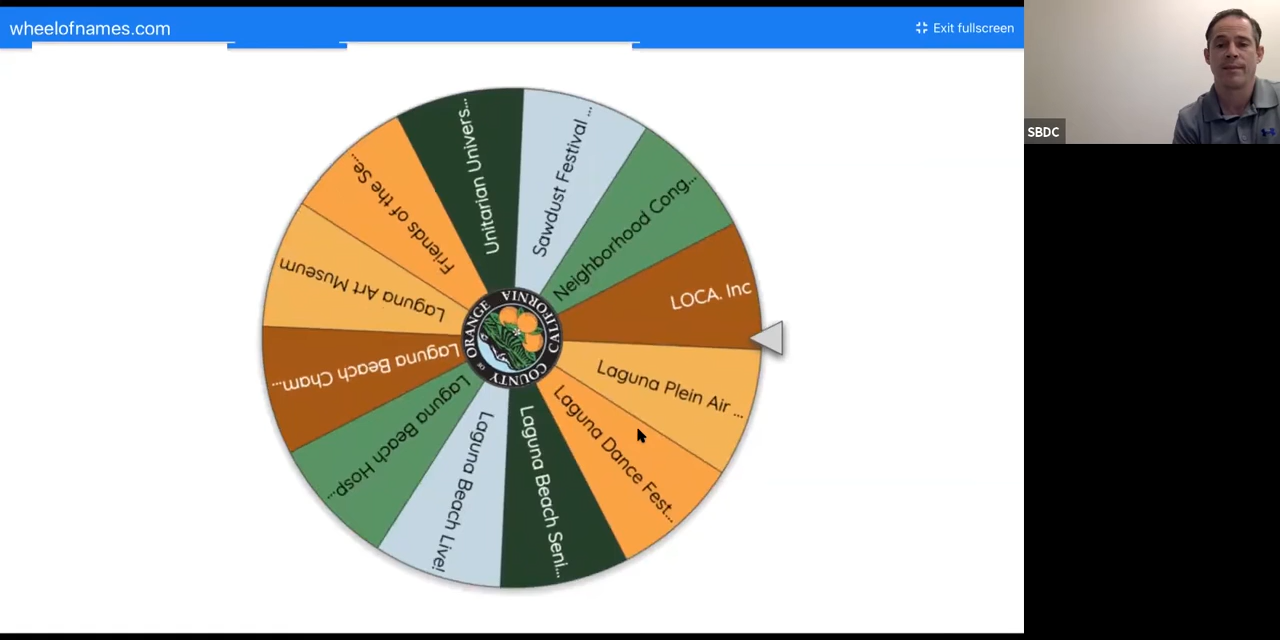 wheelofnames.com
Exit fullscreen
SBDC
Unitarian Univers...
Sawdust Festival ...
Neighborhood Cong...
LOCA. Inc
Laguna Plein Air ...
Laguna Dance Fest...
Laguna Beach Seni...
Laguna Beach Live!
Laguna Beach Hosp...
Laguna Beach Cham...
Laguna Art Museum
Friends of the Se...
ORANGE COUNTY CALIFORNIA
OF